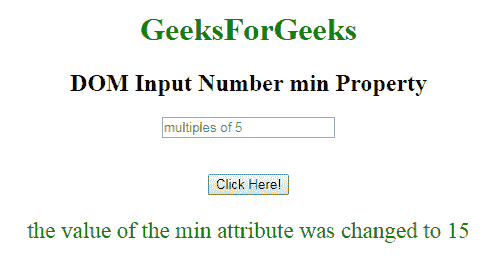 GeeksForGeeks
DOM Input Number min Property
multiples of 5
Click Here!
the value of the min attribute was changed to 15